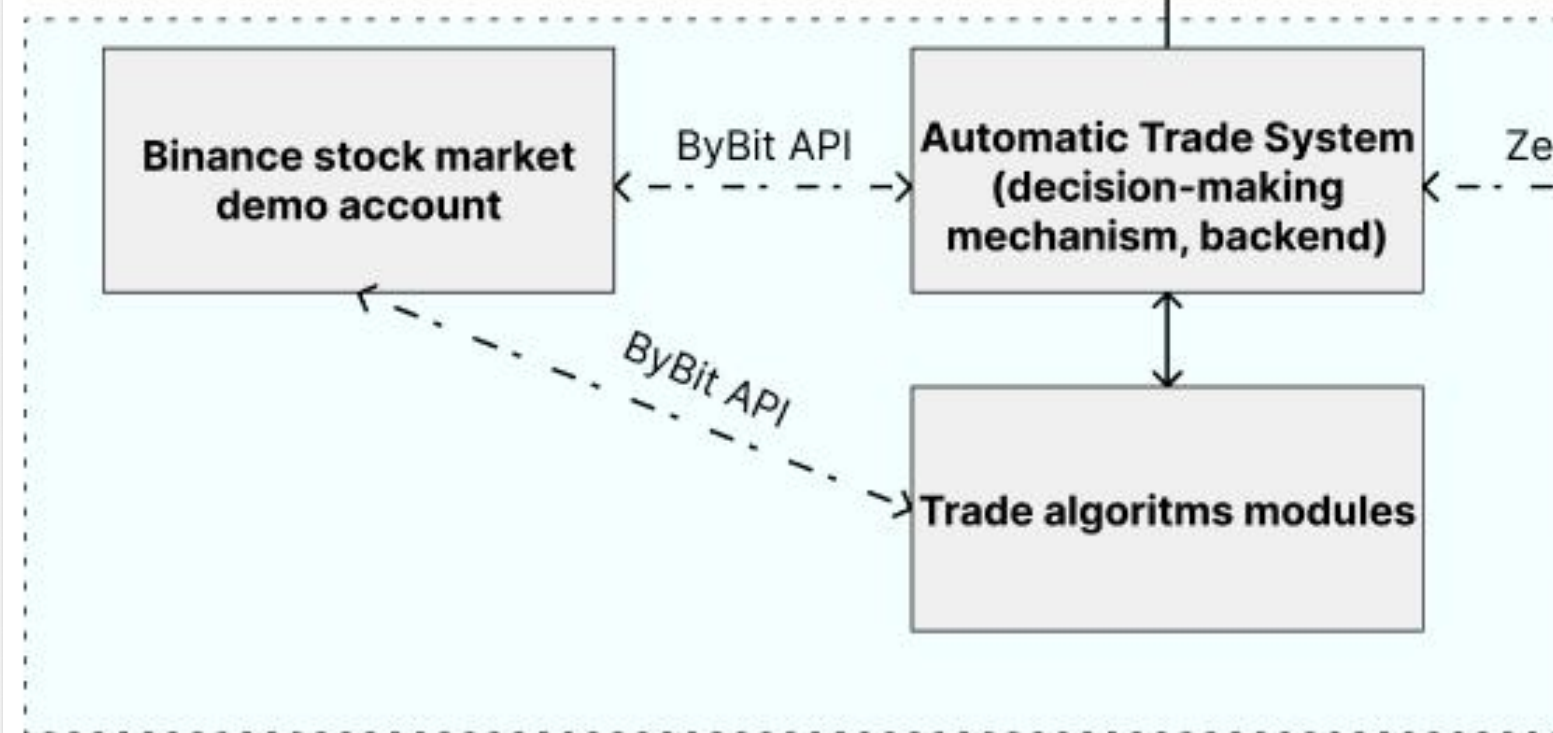 Binance stock market
demo account
ByBit API
Automatic Trade System
(decision-making
mechanism, backend)
Ze
ByBit API
Trade algoritms modules